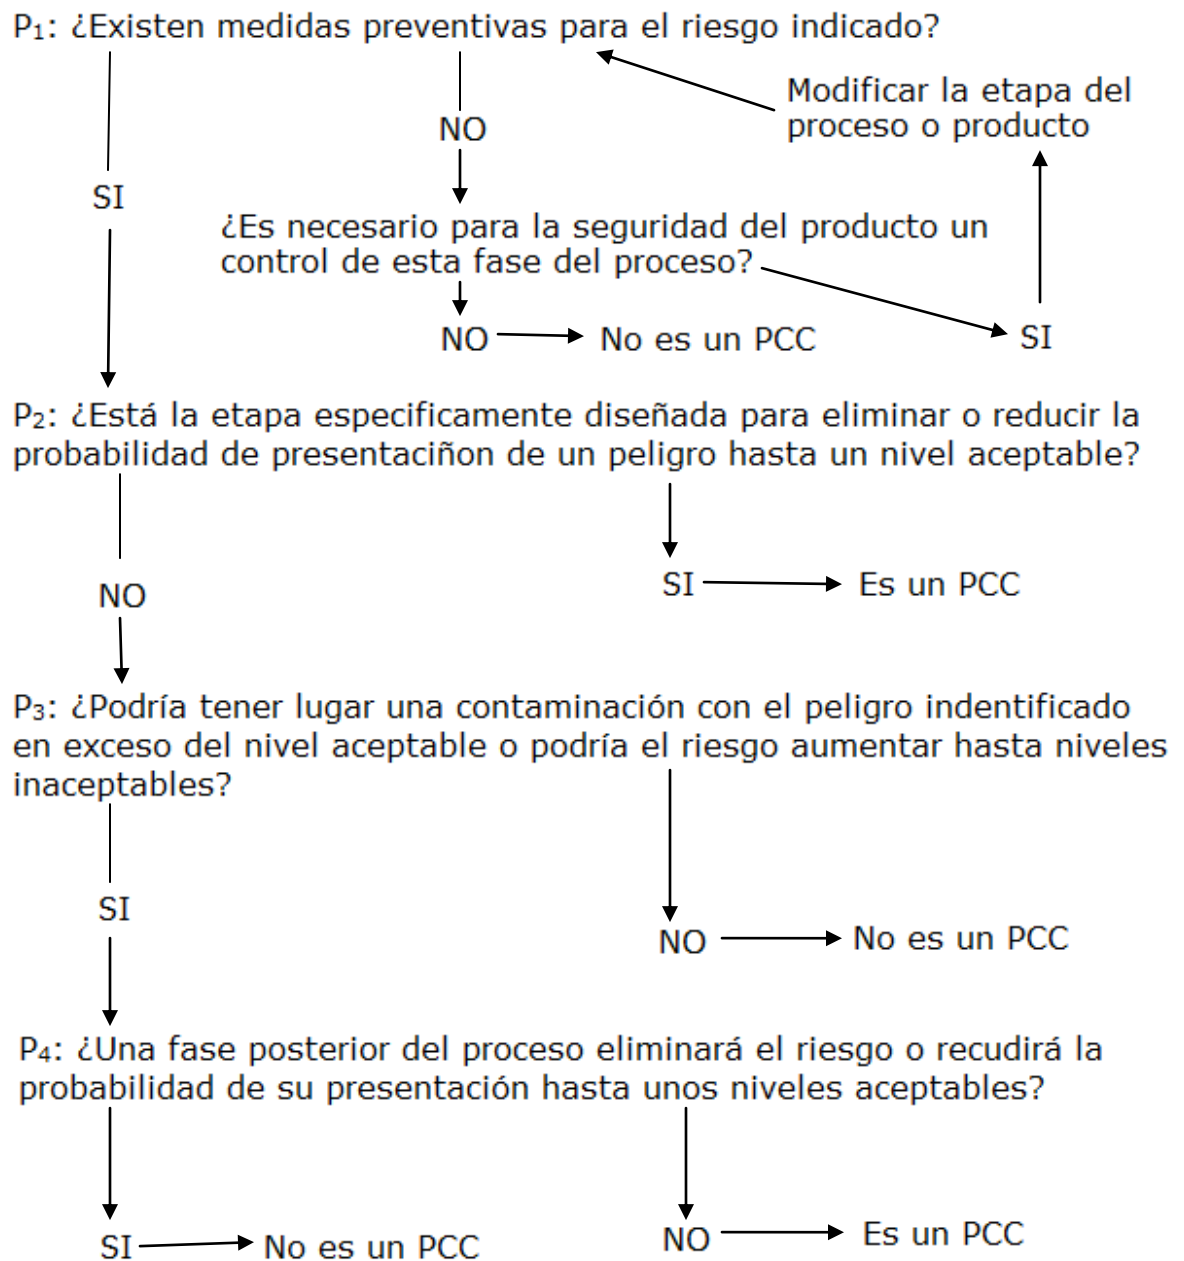 P₁: ¿Existen medidas preventivas para el riesgo indicado?
Modificar la etapa del
proceso o producto
NO
SI
¿Es necesario para la seguridad del producto un
control de esta fase del proceso?
NO
No es un PCC
SI
P₂: ¿Está la etapa especificamente diseñada para eliminar o reducir la
probabilidad de presentaciñon de un peligro hasta un nivel aceptable?
NO
SI
Es un PCC
P₃: ¿Podría tener lugar una contaminación con el peligro indentificado
en exceso del nivel aceptable o podría el riesgo aumentar hasta niveles
inaceptables?
SI
NO
No es un PCC
P₄: ¿Una fase posterior del proceso eliminará el riesgo o recudirá la
probabilidad de su presentación hasta unos niveles aceptables?
SI
No es un PCC
NO
Es un PCC